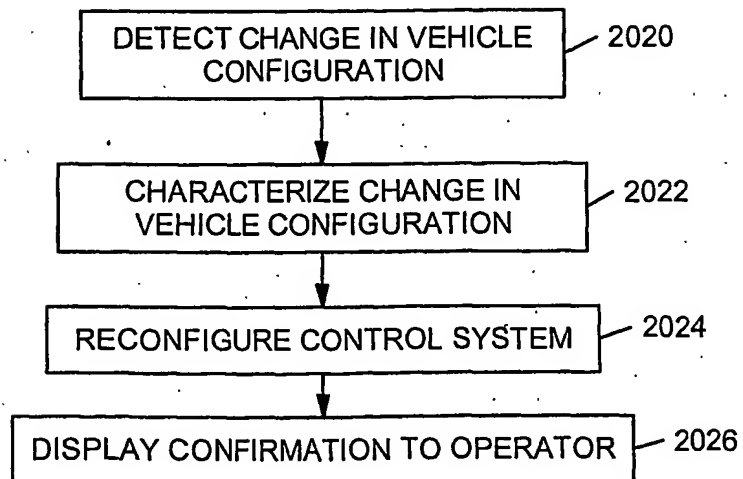 DETECT CHANGE IN VEHICLE
CONFIGURATION
2020
CHARACTERIZE CHANGE IN
VEHICLE CONFIGURATION
2022
RECONFIGURE CONTROL SYSTEM
2024
DISPLAY CONFIRMATION TO OPERATOR
2026